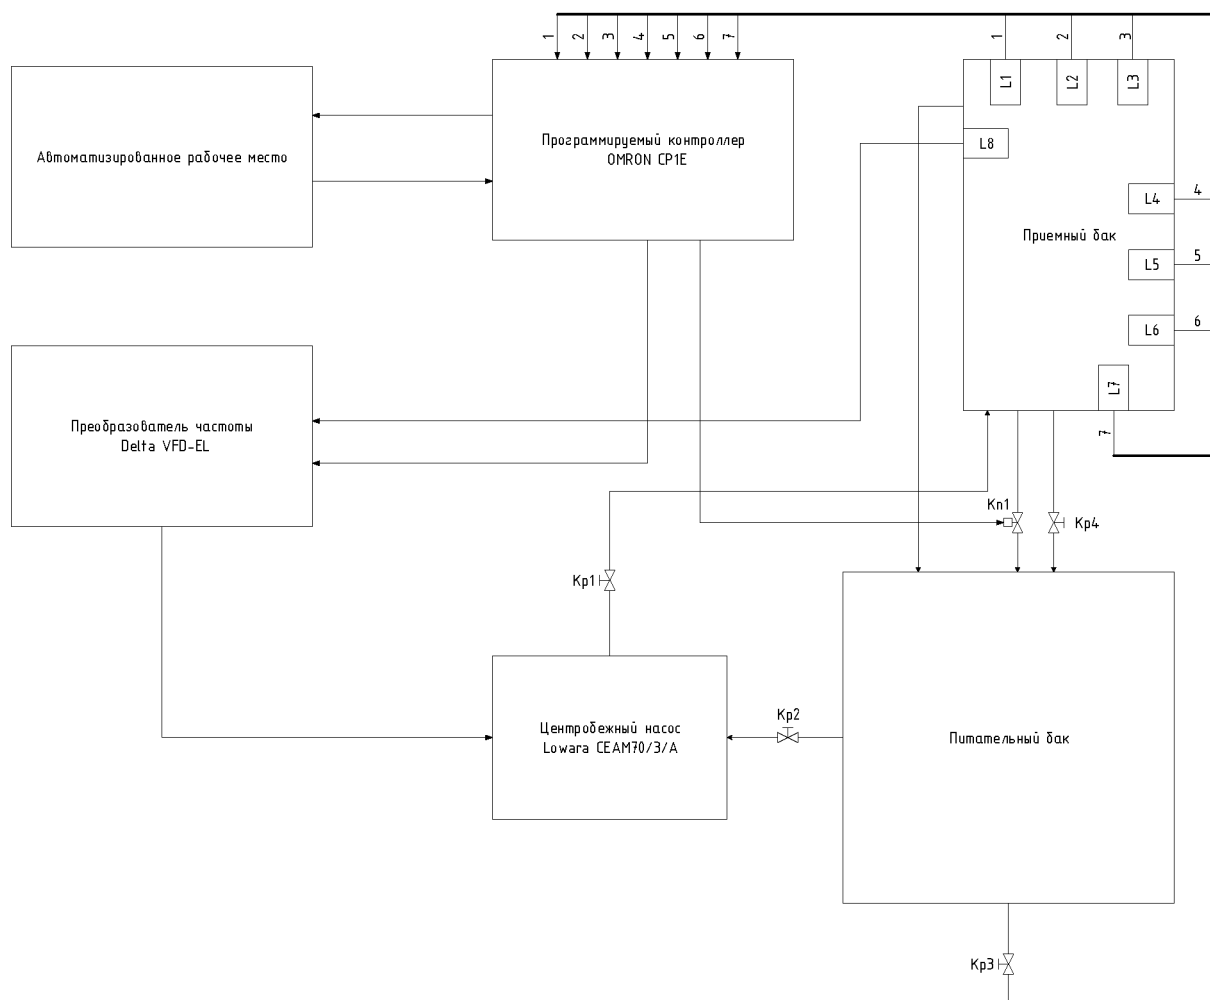 1 2 3 4 5 6 7
1 2 3
L1 L2 L3
Автоматизированное рабочее место
Программируемый контроллер
OMRON CP1E
L8
L4 4
Приемный бак
L5 5
L6 6
L7
7
Преобразователь частоты
Delta VFD-EL
Кп1
Кр4
Кр1
Кр2
Центробежный насос
Lowara CEAM70/3/A
Питательный бак
Кр3